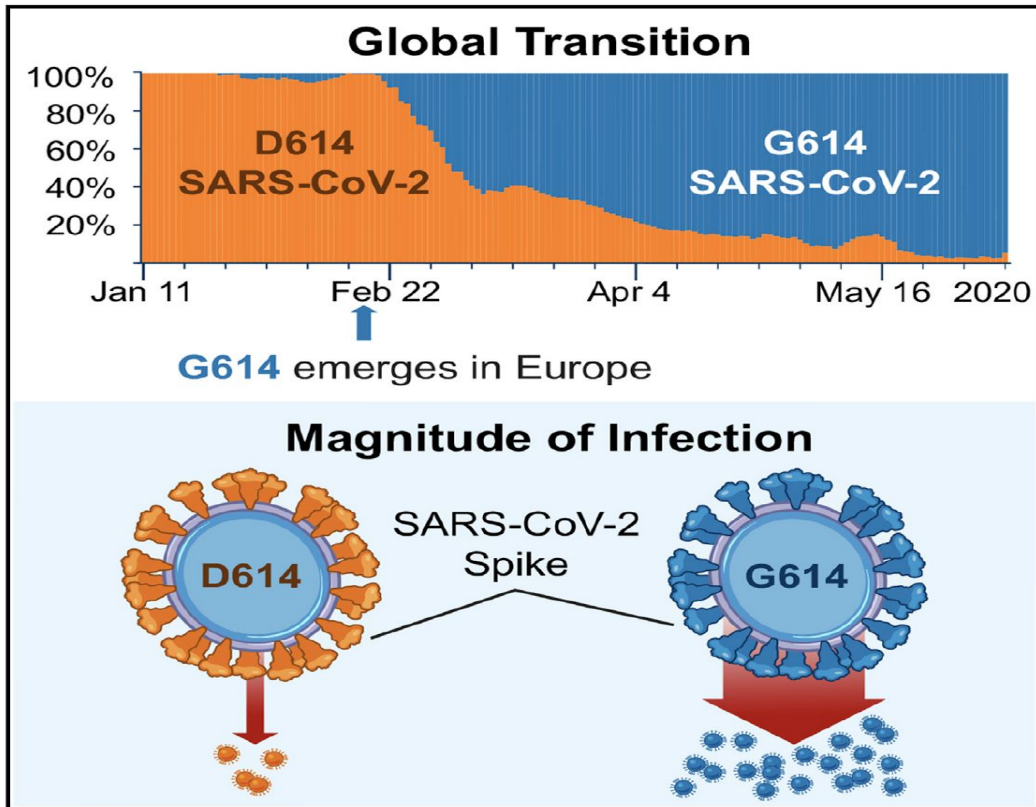 Global Transition
100%
80%
60%
40%
20%
D614
SARS-CoV-2
G614
SARS-CoV-2
Jan 11
Feb 22
Apr 4
May 16
2020
G614 emerges in Europe
Magnitude of Infection
SARS-CoV-2
Spike
D614
G614